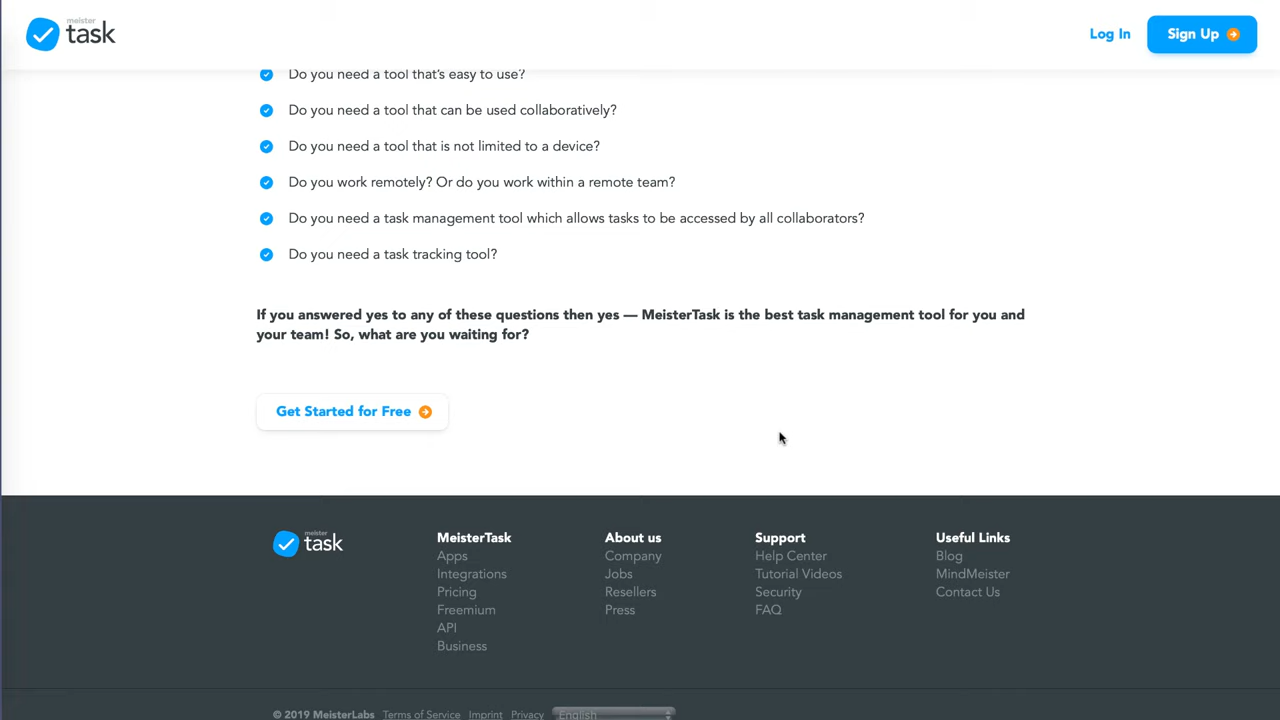 meister
task
Log In
Sign Up
Do you need a tool that's easy to use?
Do you need a tool that can be used collaboratively?
Do you need a tool that is not limited to a device?
Do you work remotely? Or do you work within a remote team?
Do you need a task management tool which allows tasks to be accessed by all collaborators?
Do you need a task tracking tool?
If you answered yes to any of these questions then yes — MeisterTask is the best task management tool for you and
your team! So, what are you waiting for?
Get Started for Free
meister
task
MeisterTask
Apps
Integrations
Pricing
Freemium
API
Business
About us
Company
Jobs
Resellers
Press
Support
Help Center
Tutorial Videos
Security
FAQ
Useful Links
Blog
MindMeister
Contact Us
© 2019 MeisterLabs Terms of Service Imprint Privacy English